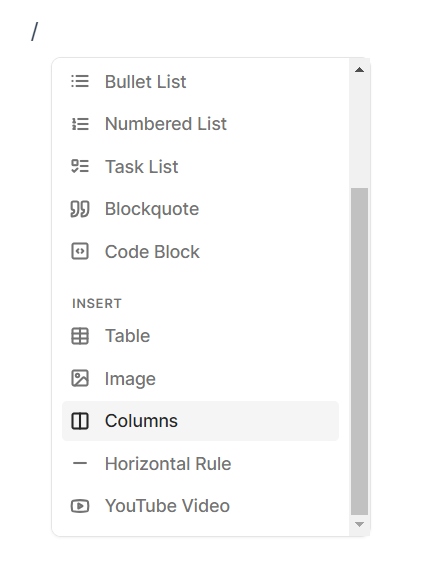 /
Bullet List
Numbered List
Task List
Blockquote
Code Block
INSERT
Table
Image
Columns
Horizontal Rule
YouTube Video